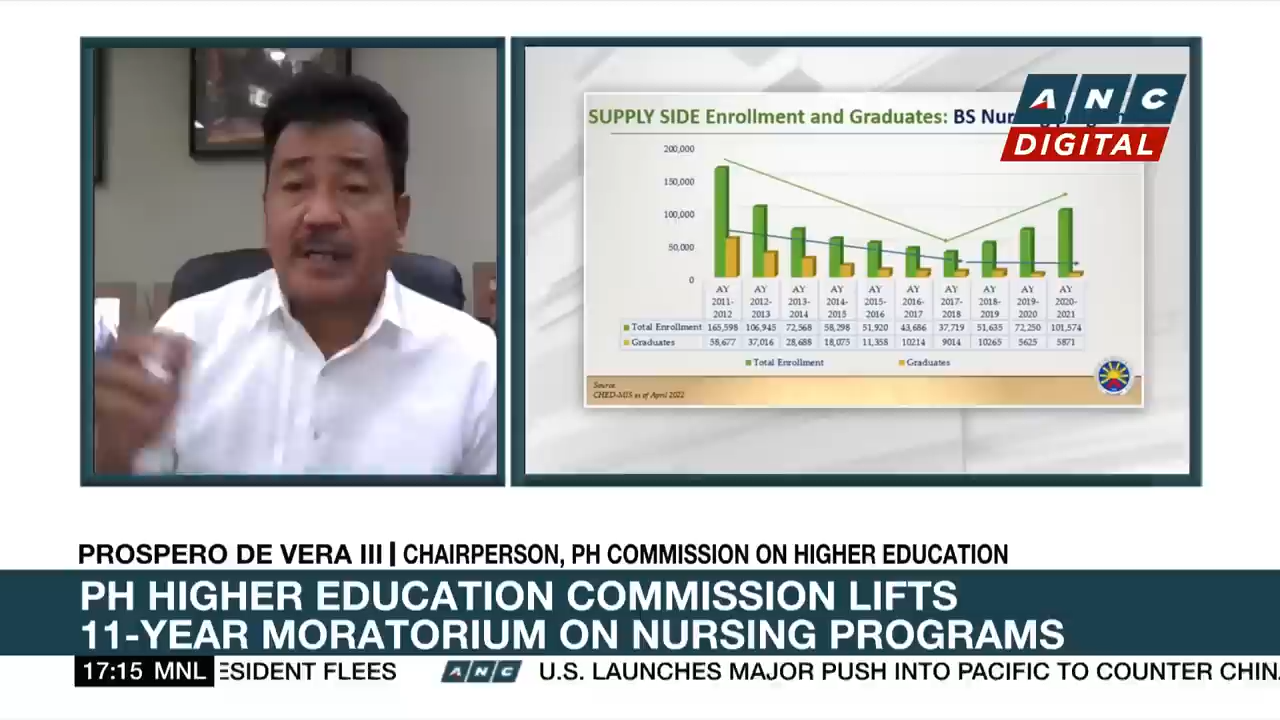 ANC
DIGITAL
SUPPLY SIDE Enrollment and Graduates: BS
200,000
150,000
100,000
50,000
0
AY 2011-2012 AY 2012-2013 AY 2013-2014 AY 2014-2015 AY 2015-2016 AY 2016-2017 AY 2017-2018 AY 2018-2019 AY 2019-2020 AY 2020-2021
Total Enrollment 165,598 106,945 72,568 58,298 51,920 43,686 37,719 51,635 72,250 101,574
Graduates 58,677 37,016 28,688 18,075 11,358 10214 9014 10265 5625 5871
Total Enrollment Graduates
Source
CHED-MIS as of April 2022
PROSPERO DE VERA III | CHAIRPERSON, PH COMMISSION ON HIGHER EDUCATION
PH HIGHER EDUCATION COMMISSION LIFTS
11-YEAR MORATORIUM ON NURSING PROGRAMS
17:15 MNL ESIDENT FLEES ANC U.S. LAUNCHES MAJOR PUSH INTO PACIFIC TO COUNTER CHIN